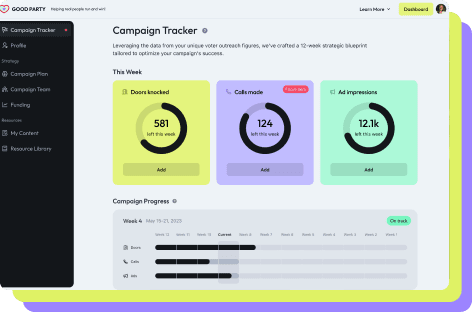 GOOD PARTY Helping real people run and win!
Learn More
Dashboard
Campaign Tracker
Profile
Strategy
Campaign Plan
Campaign Team
Funding
Resources
My Content
Resource Library
Campaign Tracker
Leveraging the data from your unique voter outreach figures, we've crafted a 12-week strategic blueprint
tailored to optimize your campaign's success.
This Week
Doors knocked
581
left this week
Add
Calls made
124
left this week
Add
Ad impressions
12.1k
left this week
Add
Campaign Progress
Week 4 May 15-21, 2023
On track
Week 12 Week 11 Week 10 Current Week 8 Week 7 Week 6 Week 5 Week 4 Week 3 Week 2 Week 1
Doors
Calls
Ads